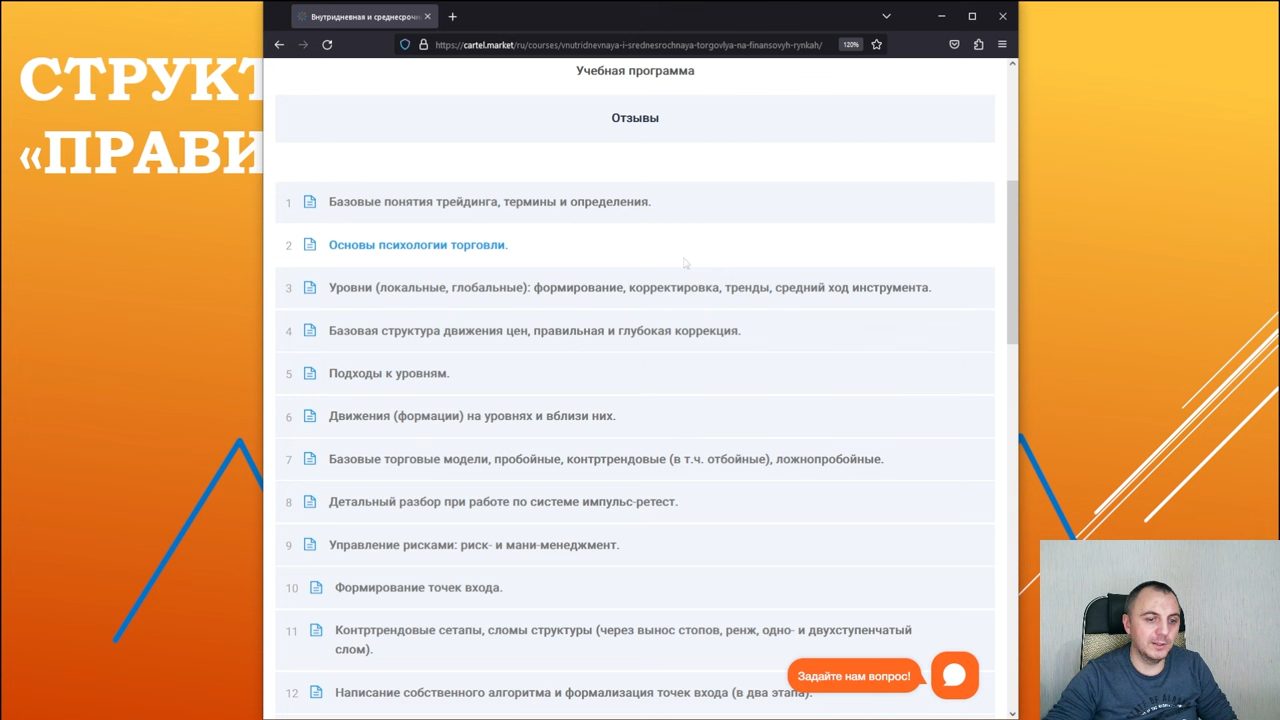 СТРУКТ
«ПРАВИ
Внутридневная и среднесроч
https://cartel.market/ru/courses/vnutridnevnaya-i-srednesrochnaya-torgovlya-na-finansovyh-rynkah/
120%
Учебная программа
Отзывы
1 Базовые понятия трейдинга, термины и определения.
2 Основы психологии торговли.
3 Уровни (локальные, глобальные): формирование, корректировка, тренды, средний ход инструмента.
4 Базовая структура движения цен, правильная и глубокая коррекция.
5 Подходы к уровням.
6 Движения (формации) на уровнях и вблизи них.
7 Базовые торговые модели, пробойные, контртрендовые (в т.ч. отбойные), ложнопробойные.
8 Детальный разбор при работе по системе импульс-ретест.
9 Управление рисками: риск- и мани-менеджмент.
10 Формирование точек входа.
11 Контртрендовые сетапы, сломы структуры (через вынос стопов, ренж, одно- и двухступенчатый
слом).
12 Написание собственного алгоритма и формализация точек входа (в два этапа).
Задайте нам вопрос!